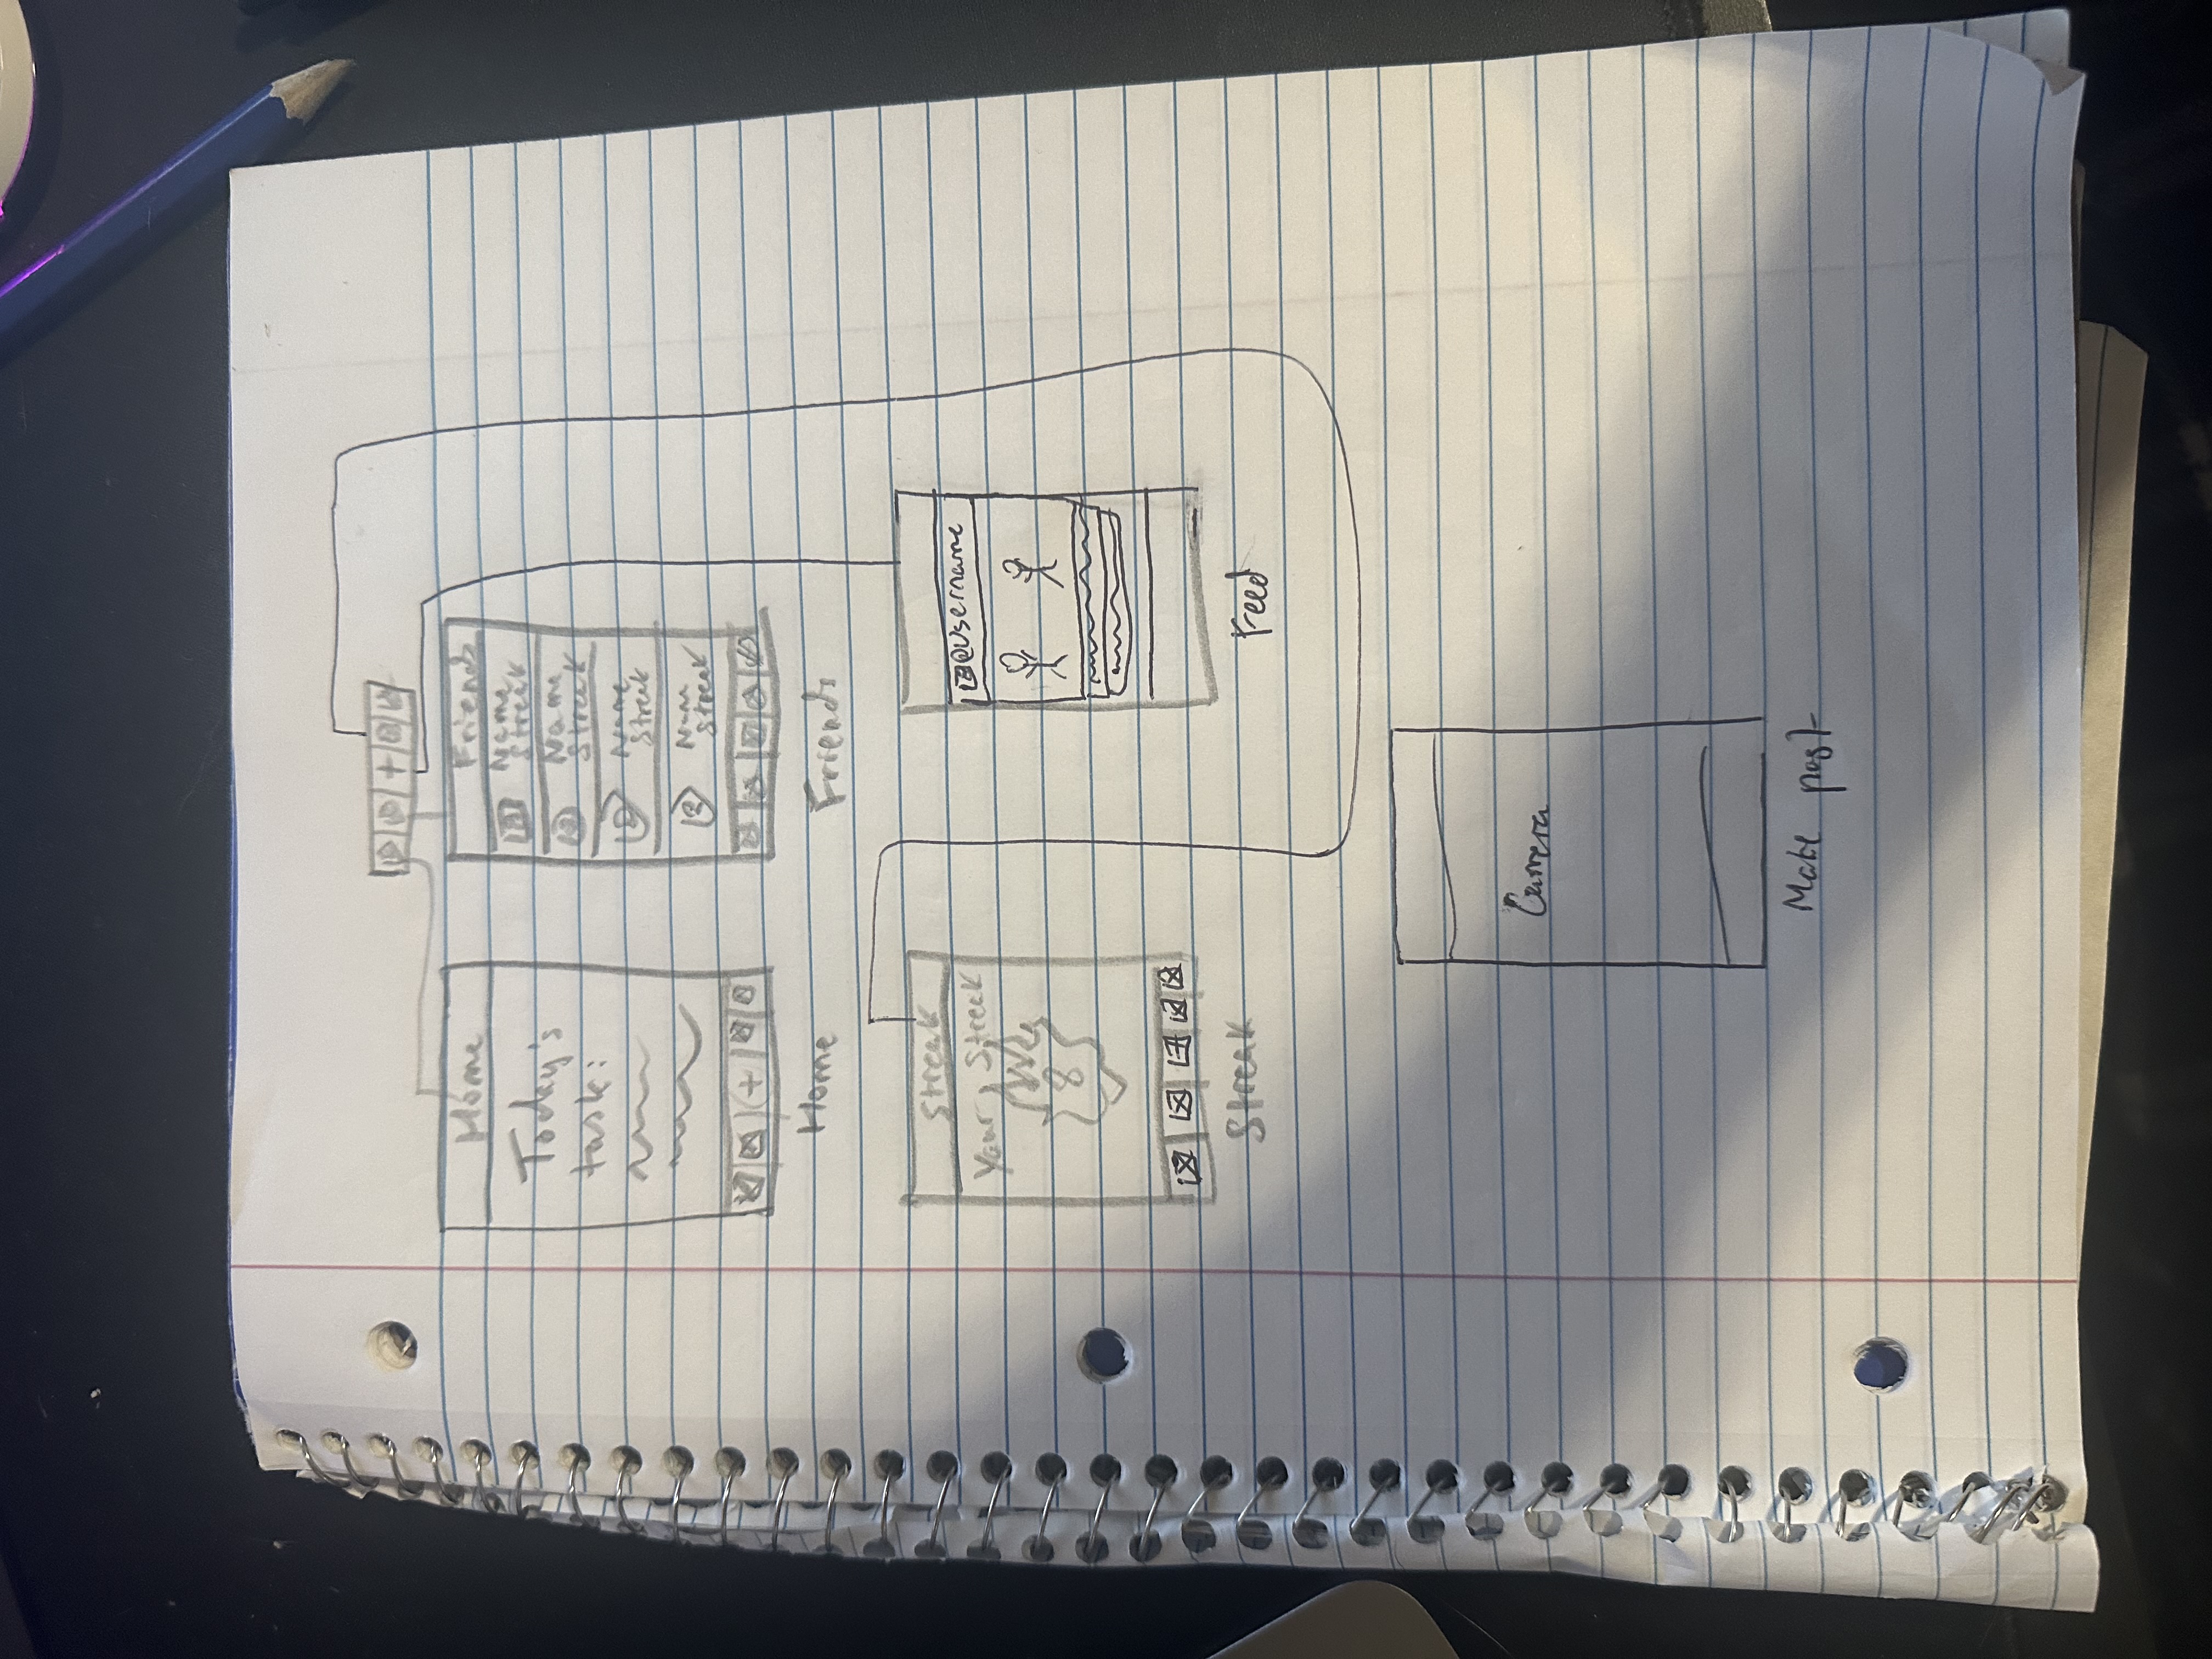 +
Home
Today's
task:
+
Home
Friends
Name
Streak
Name
Streak
Name
Streak
Nam
Streak
Friends
Streak
Your Streak
8
Streak
@username
Feed
Camera
Make post